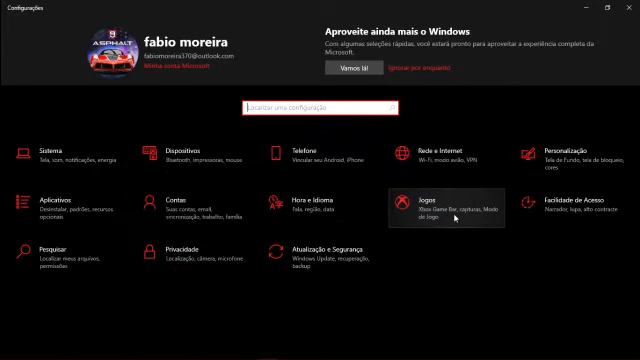 Configurações
ASPHALT
fabio moreira
fabiomoreira370@outlook.com
Minha conta Microsoft
Aproveite ainda mais o Windows
Com algumas seleções rápidas, você estará pronto para aproveitar a experiência completa da
Microsoft.
Vamos lá!
Ignorar por enquanto
Localizar uma configuração
Sistema
Tela, som, notificações, energia
Dispositivos
Bluetooth, impressoras, mouse
Telefone
Vincular seu Android, iPhone
Rede e Internet
Wi-Fi, modo avião, VPN
Personalização
Tela de Fundo, tela de bloqueio,
cores
Aplicativos
Desinstalar, padrões, recursos
opcionais
Contas
Suas contas, email,
sincronização, trabalho, família
Hora e Idioma
Fala, região, data
Jogos
Xbox Game Bar, capturas, Modo
de Jogo
Facilidade de Acesso
Narrador, lupa, alto contraste
Pesquisar
Localizar meus arquivos,
permissões
Privacidade
Localização, câmera, microfone
Atualização e Segurança
Windows Update, recuperação,
backup